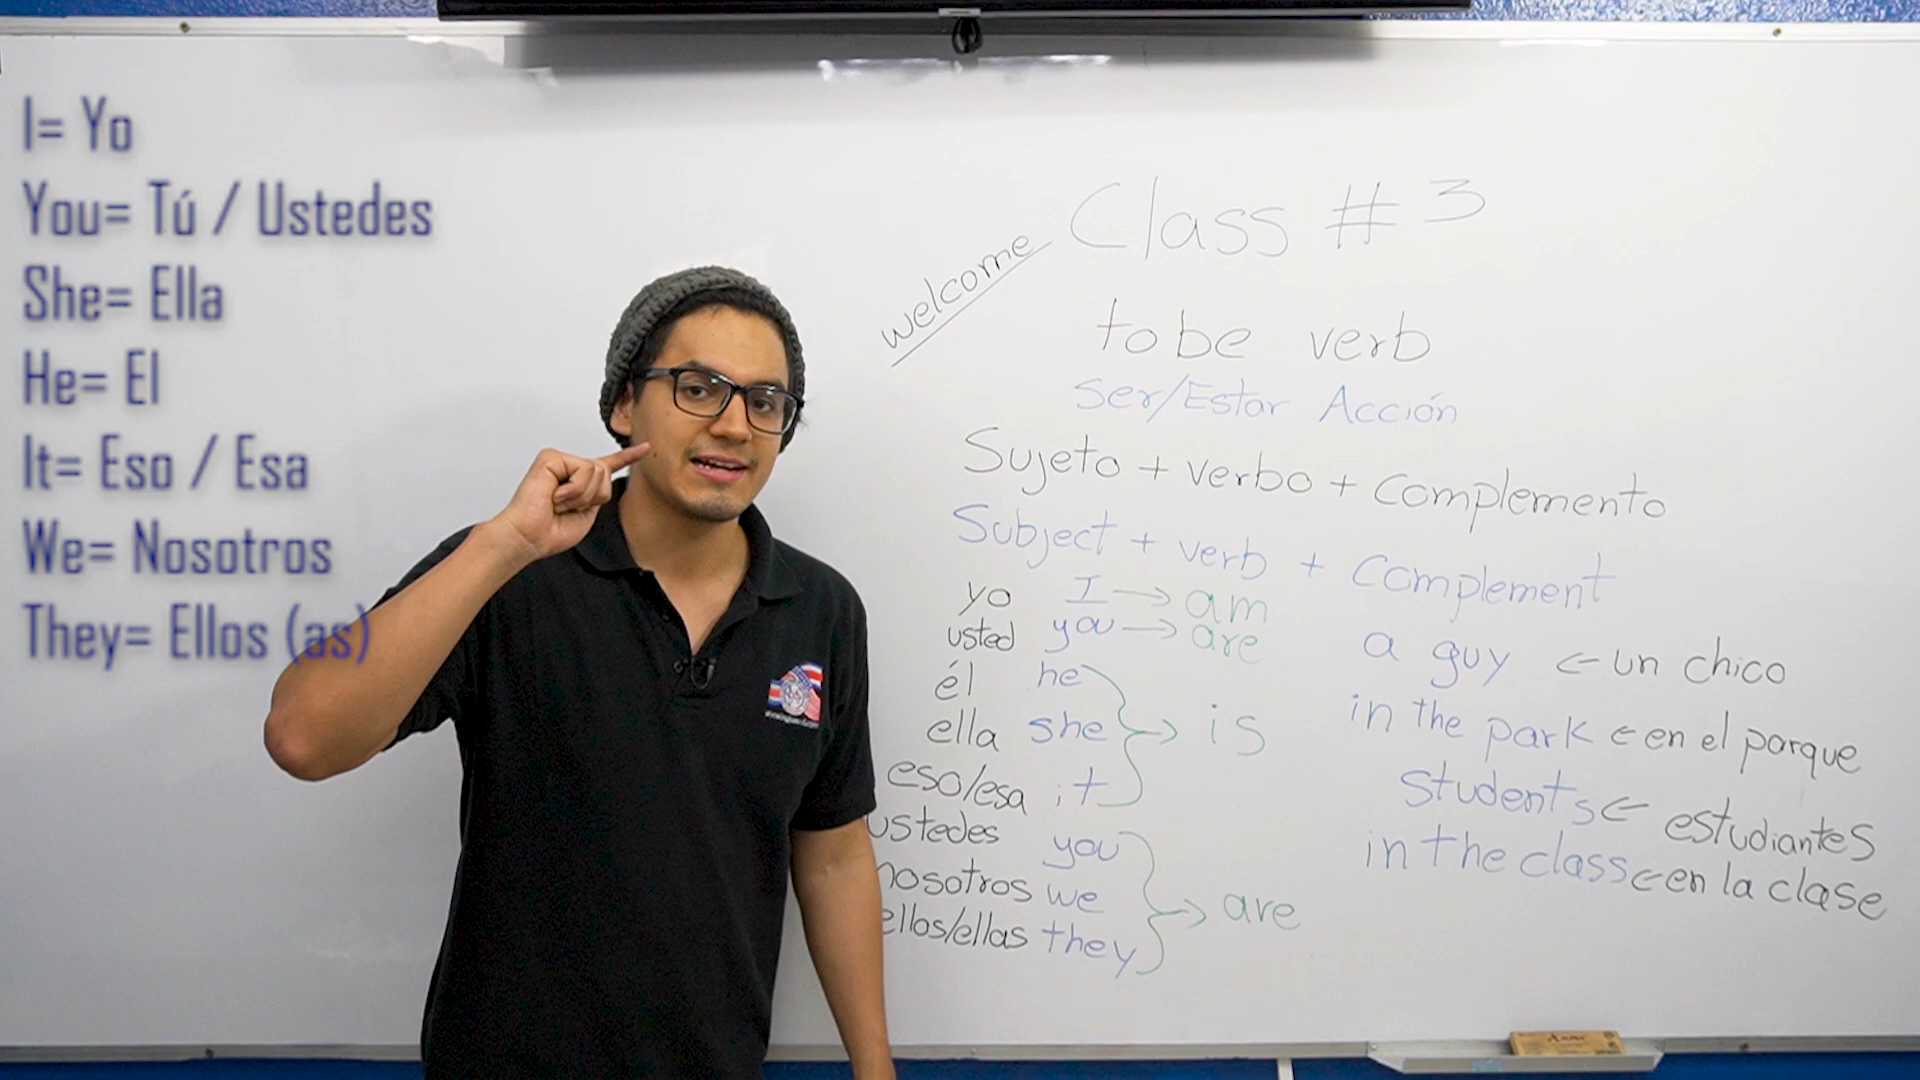 I= Yo
You= Tú / Ustedes
She= Ella
He= El
It= Eso / Esa
We= Nosotros
They= Ellos (as)
welcome
Class # 3
to be verb
ser/Estar Acción
Sujeto + verbo + complemento
Subject + verb + complement
yo I → am
usted you → are
él he
ella she → is
eso/esa it
ustedes you
nosotros we → are
ellos/ellas they
a guy ← un chico
in the park ← en el parque
students ← estudiantes
in the class ← en la clase